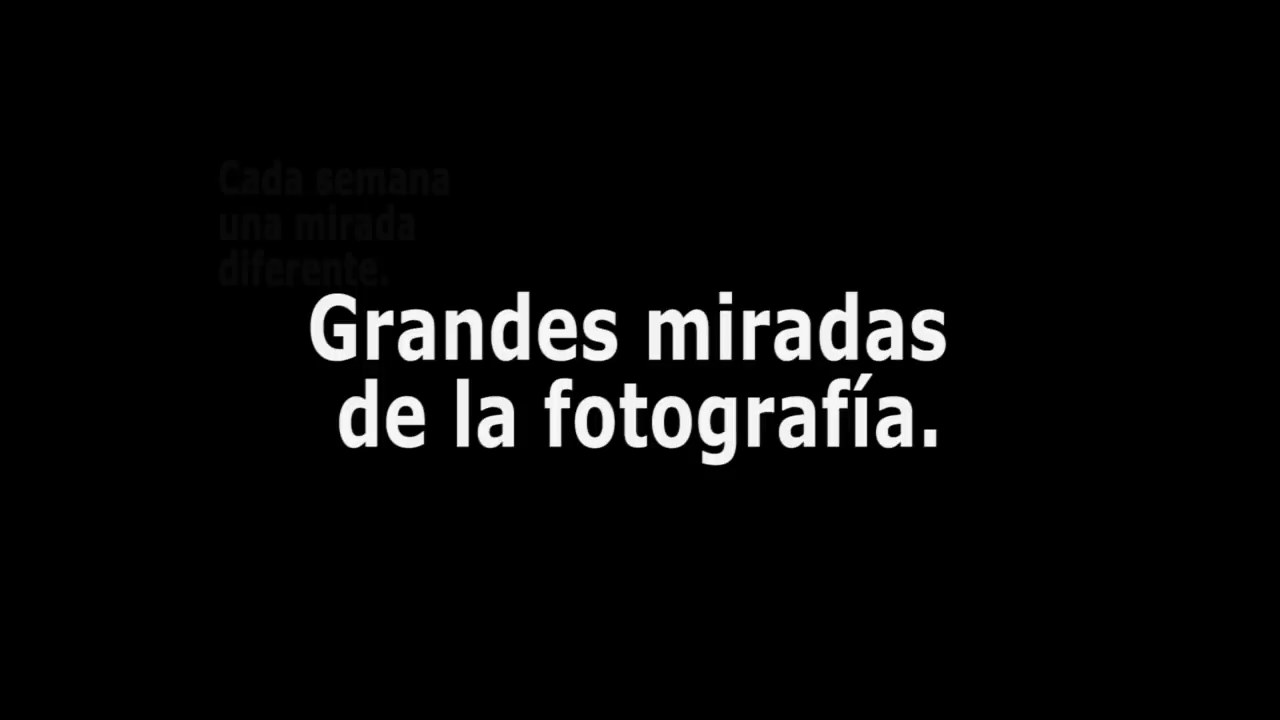 Cada semana
una mirada
diferente.
Grandes miradas
de la fotografía.